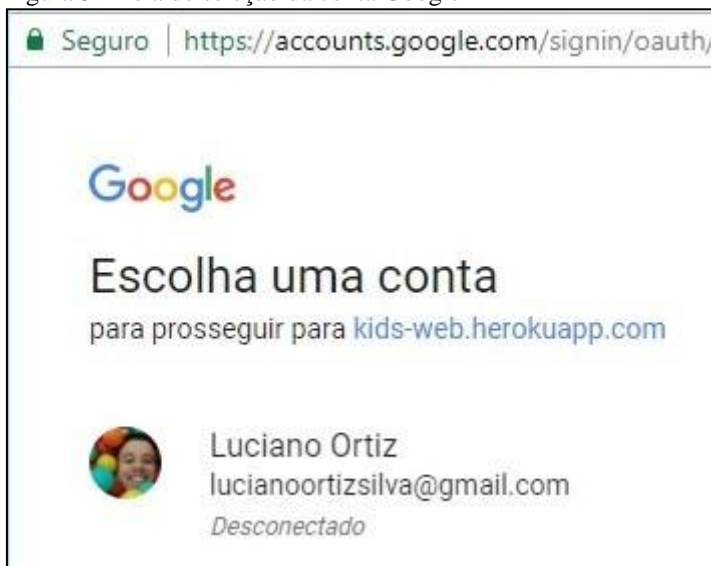 Seguro | https://accounts.google.com/signin/oauth/
Google
Escolha uma conta
para prosseguir para kids-web.herokuapp.com
Luciano Ortiz
lucianoortizsilva@gmail.com
Desconectado